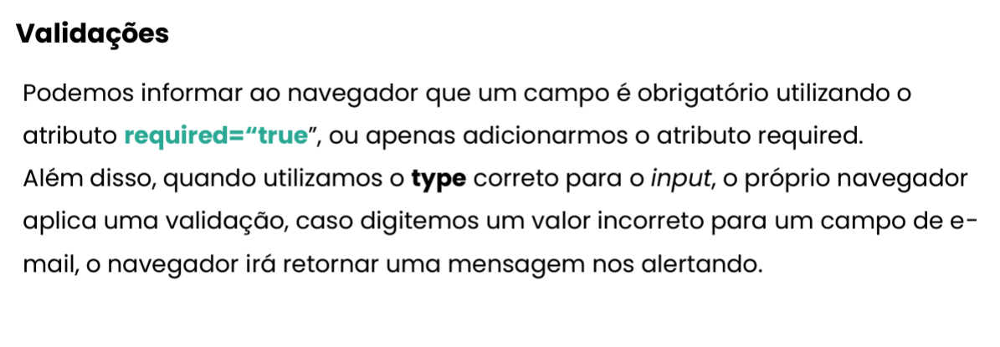 Validações
Podemos informar ao navegador que um campo é obrigatório utilizando o
atributo required=“true”, ou apenas adicionarmos o atributo required.
Além disso, quando utilizamos o type correto para o input, o próprio navegador
aplica uma validação, caso digitemos um valor incorreto para um campo de e-
mail, o navegador irá retornar uma mensagem nos alertando.